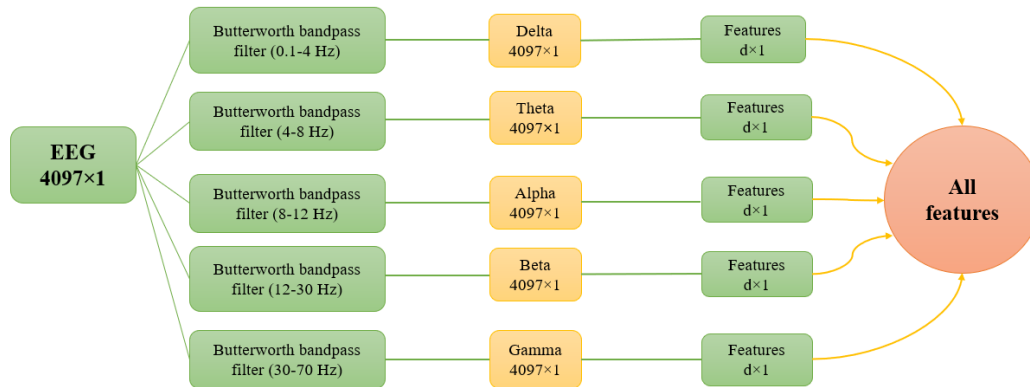 EEG
4097×1
Butterworth bandpass
filter (0.1-4 Hz)
Delta
4097×1
Features
d×1
Butterworth bandpass
filter (4-8 Hz)
Theta
4097×1
Features
d×1
Butterworth bandpass
filter (8-12 Hz)
Alpha
4097×1
Features
d×1
Butterworth bandpass
filter (12-30 Hz)
Beta
4097×1
Features
d×1
Butterworth bandpass
filter (30-70 Hz)
Gamma
4097×1
Features
d×1
All
features